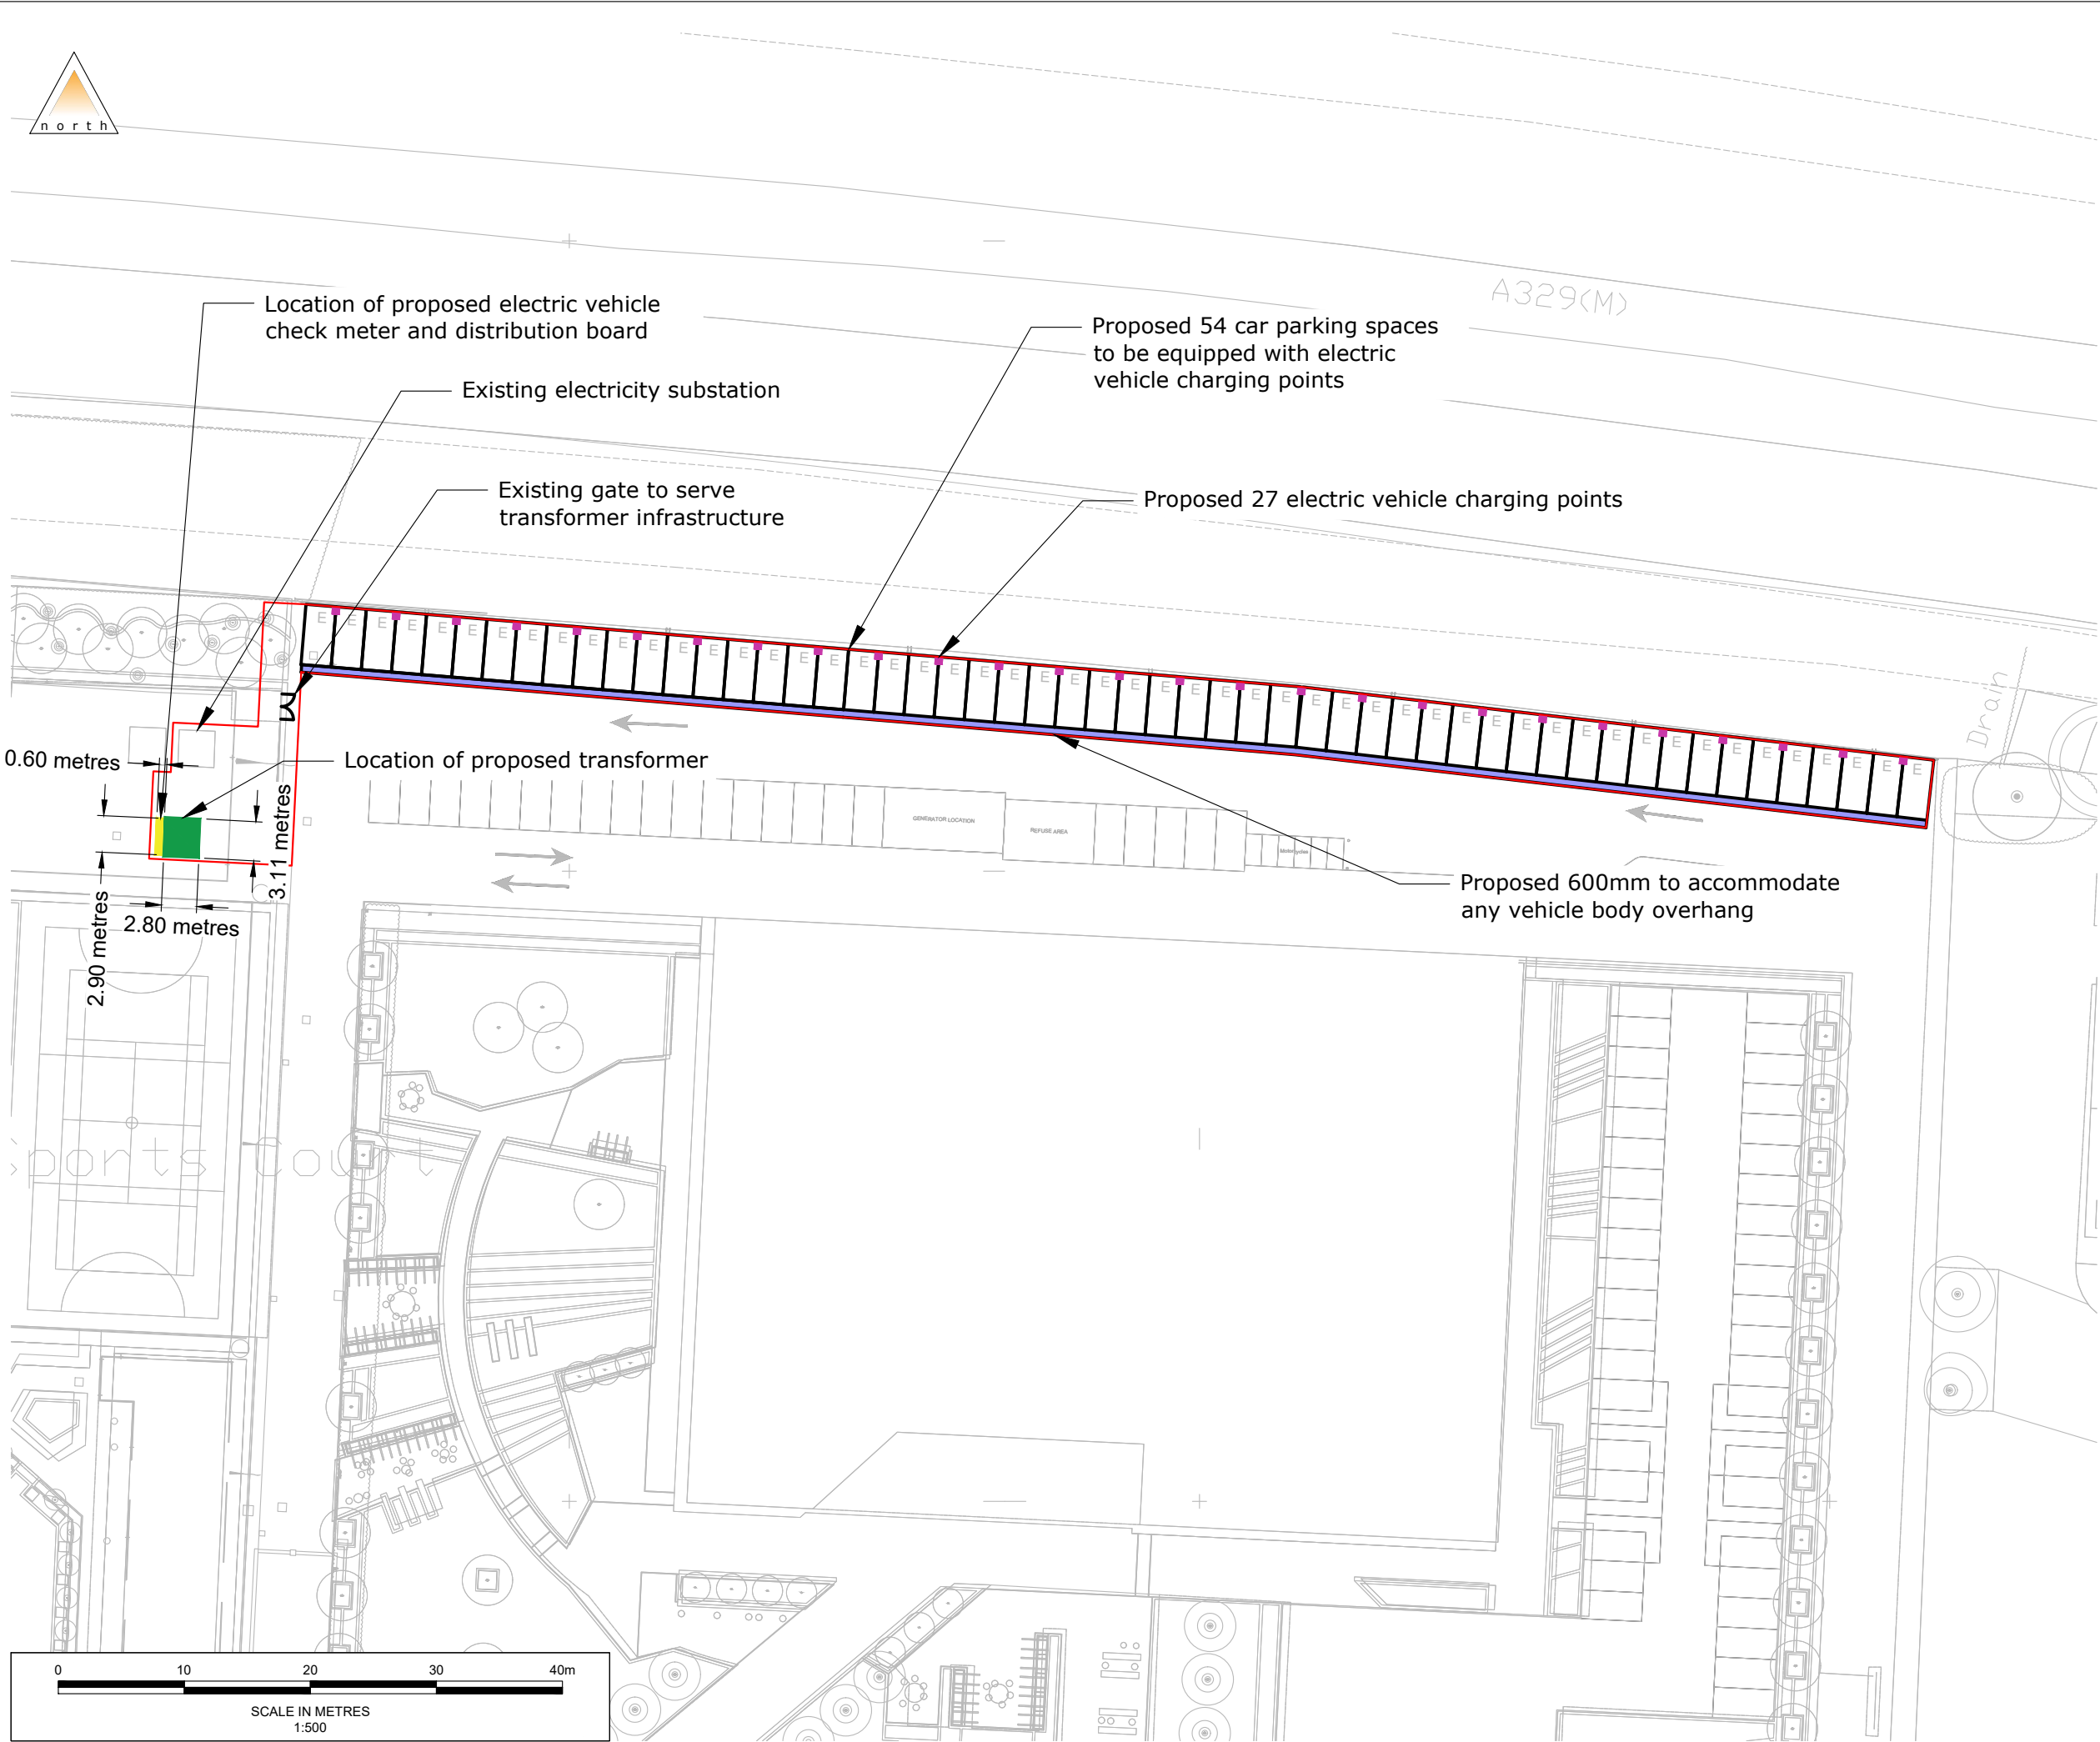 north
A329(M)
Location of proposed electric vehicle
check meter and distribution board
Proposed 54 car parking spaces
to be equipped with electric
vehicle charging points
Existing electricity substation
Existing gate to serve
transformer infrastructure
Proposed 27 electric vehicle charging points
E E E E E E E E E E E E E E E E E E E E E E E E E E E E E E E E E E E E E E E E E E E E E E E E E E E E E E
Drain
0.60 metres
Location of proposed transformer
3.11 metres
GENERATOR LOCATION
REFUSE AREA
Motorcycles
Proposed 600mm to accommodate
any vehicle body overhang
2.80 metres
2.90 metres
ports Court
0 10 20 30 40m
SCALE IN METRES
1:500